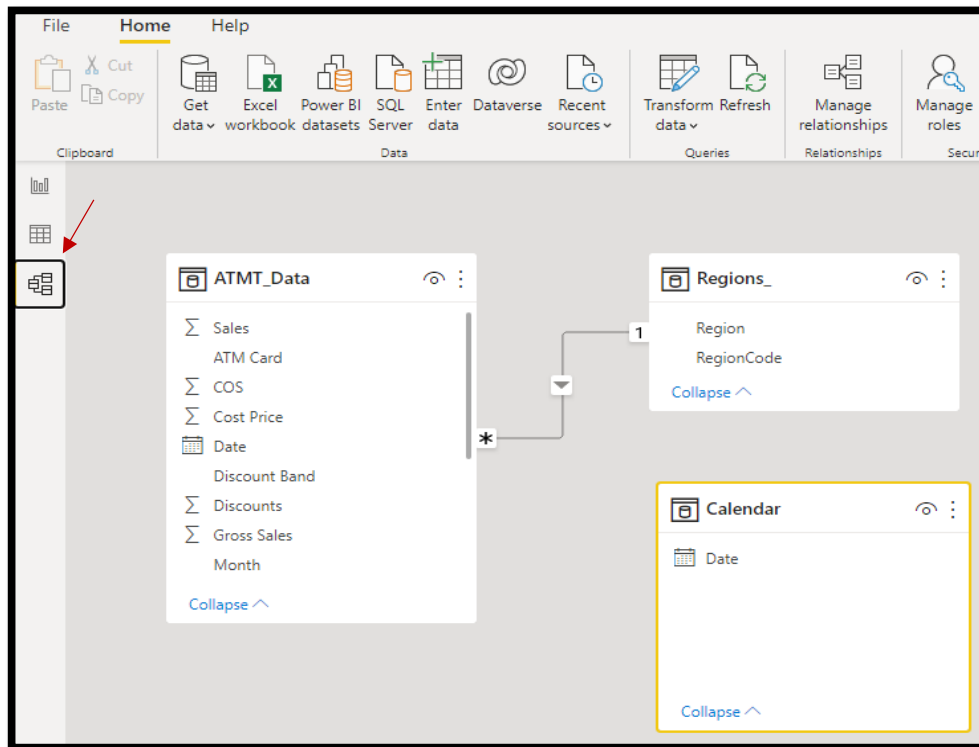 File Home Help
Paste
Cut
Copy
Get data
Excel workbook
Power BI datasets
SQL Server
Enter data
Dataverse
Recent sources
Transform data
Refresh
Manage relationships
Manage roles
Clipboard
Data
Queries
Relationships
Secur
ATMT_Data
Σ Sales
ATM Card
Σ COS
Σ Cost Price
Date
Discount Band
Σ Discounts
Σ Gross Sales
Month
Collapse
*
1
Regions_
Region
RegionCode
Collapse
Calendar
Date
Collapse